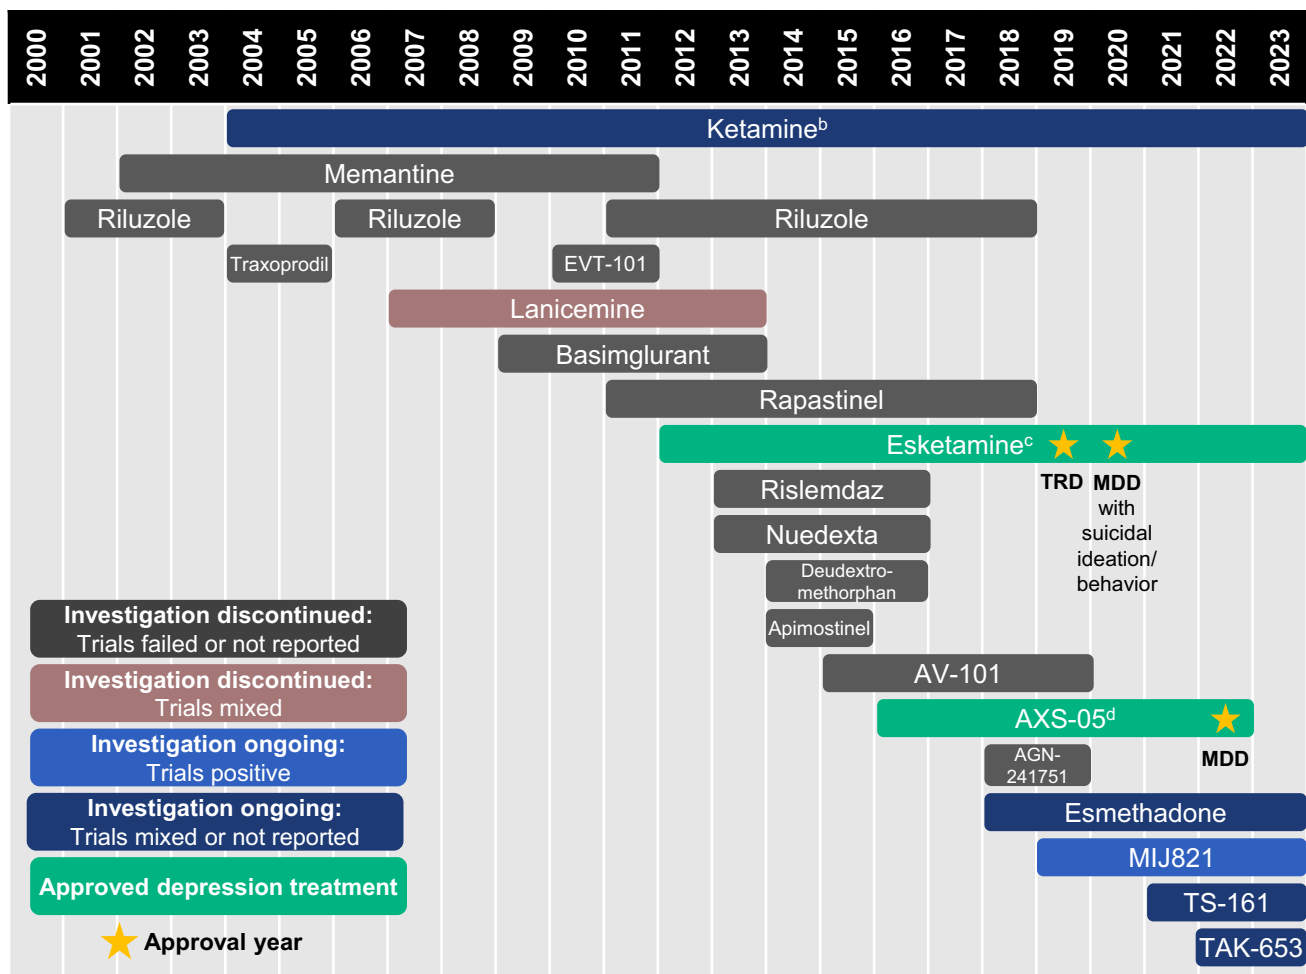 2000 2001 2002 2003 2004 2005 2006 2007 2008 2009 2010 2011 2012 2013 2014 2015 2016 2017 2018 2019 2020 2021 2022 2023
Ketamineᵇ
Memantine
Riluzole Riluzole Riluzole
Traxoprodil EVT-101
Lanicemine
Basimglurant
Rapastinel
Esketamineᶜ
TRD MDD
with
suicidal
ideation/
behavior
Rislemdaz
Nuedexta
Deudextro-
methorphan
Apimostinel
AV-101
AXS-05ᵈ
MDD
AGN-
241751
Esmethadone
MIJ821
TS-161
TAK-653
Investigation discontinued:
Trials failed or not reported
Investigation discontinued:
Trials mixed
Investigation ongoing:
Trials positive
Investigation ongoing:
Trials mixed or not reported
Approved depression treatment
Approval year